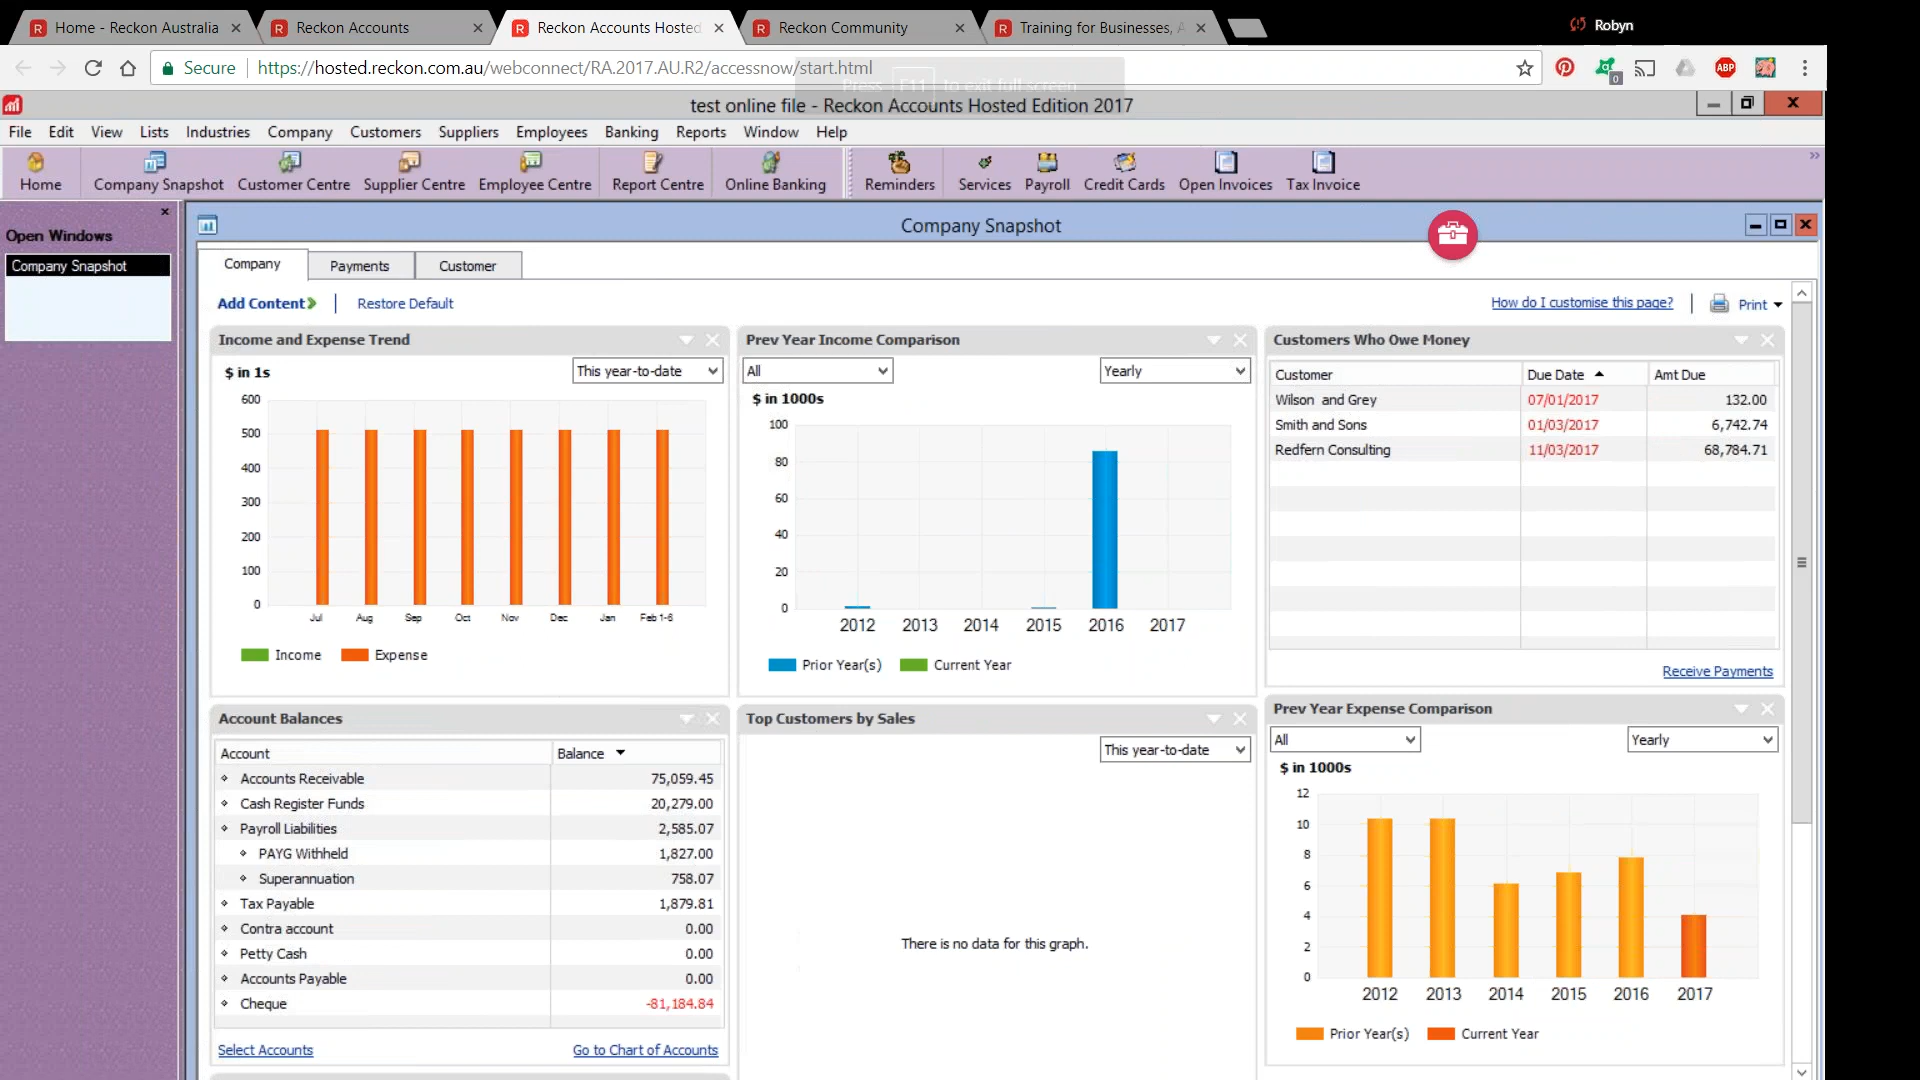 Home - Reckon Australia
Reckon Accounts
Reckon Accounts Hosted
Reckon Community
Training for Businesses, A
Robyn
Secure
https://hosted.reckon.com.au/webconnect/RA.2017.AU.R2/accessnow/start.html
0
ABP
Press F11 to exit full screen
test online file - Reckon Accounts Hosted Edition 2017
File Edit View Lists Industries Company Customers Suppliers Employees Banking Reports Window Help
Home Company Snapshot Customer Centre Supplier Centre Employee Centre Report Centre Online Banking Reminders Services Payroll Credit Cards Open Invoices Tax Invoice
Open Windows
Company Snapshot
Company Snapshot
Company Payments Customer
Add Content
Restore Default
How do I customise this page?
Print
Income and Expense Trend
$ in 1s
This year-to-date
600
500
400
300
200
100
0
Jul Aug Sep Oct Nov Dec Jan Feb 1-6
Income Expense
Prev Year Income Comparison
All
Yearly
$ in 1000s
100
80
60
40
20
0
2012 2013 2014 2015 2016 2017
Prior Year(s) Current Year
Customers Who Owe Money
Customer Due Date Amt Due
Wilson and Grey 07/01/2017 132.00
Smith and Sons 01/03/2017 6,742.74
Redfern Consulting 11/03/2017 68,784.71
Receive Payments
Account Balances
Account Balance
Accounts Receivable 75,059.45
Cash Register Funds 20,279.00
Payroll Liabilities 2,585.07
PAYG Withheld 1,827.00
Superannuation 758.07
Tax Payable 1,879.81
Contra account 0.00
Petty Cash 0.00
Accounts Payable 0.00
Cheque -81,184.84
Select Accounts
Go to Chart of Accounts
Top Customers by Sales
This year-to-date
There is no data for this graph.
Prev Year Expense Comparison
All
Yearly
$ in 1000s
12
10
8
6
4
2
0
2012 2013 2014 2015 2016 2017
Prior Year(s) Current Year